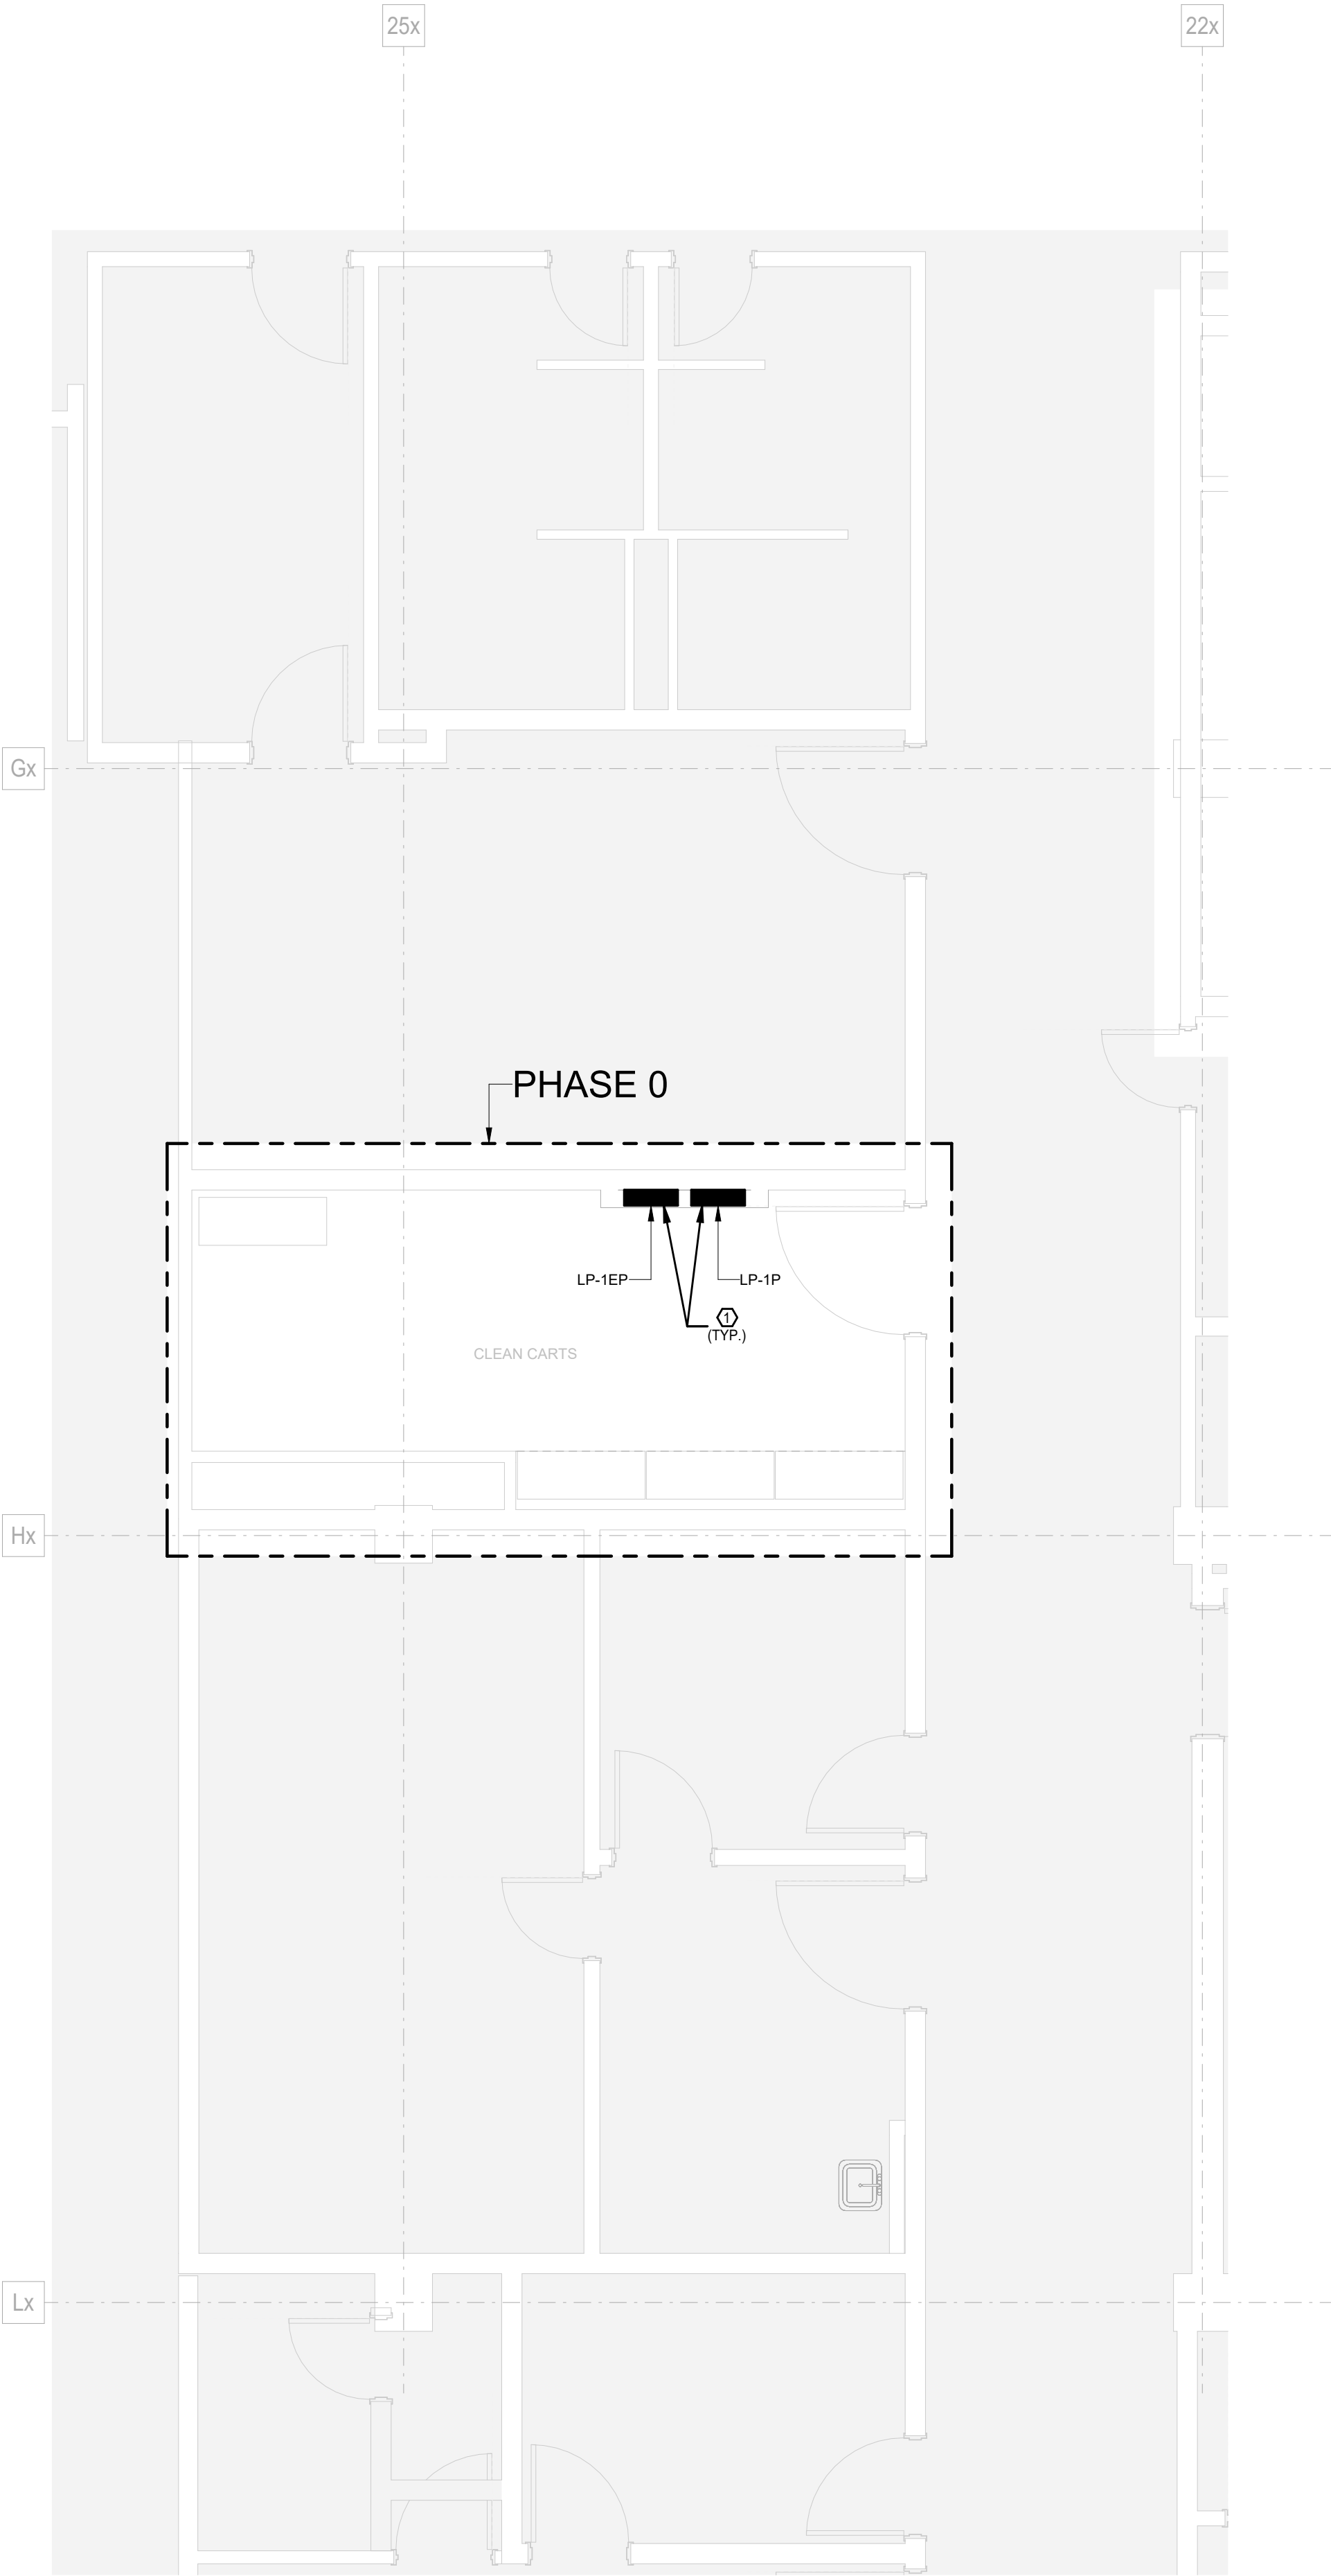 25x
22x
Gx
PHASE 0
LP-1EP
LP-1P
1
(TYP.)
CLEAN CARTS
Hx
Lx